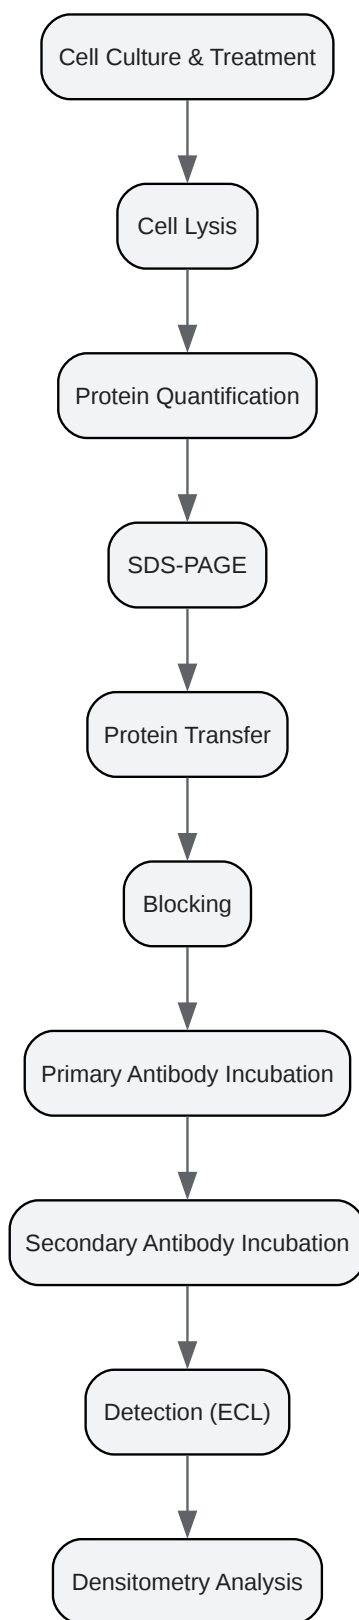 Cell Culture & Treatment
Cell Lysis
Protein Quantification
SDS-PAGE
Protein Transfer
Blocking
Primary Antibody Incubation
Secondary Antibody Incubation
Detection (ECL)
Densitometry Analysis